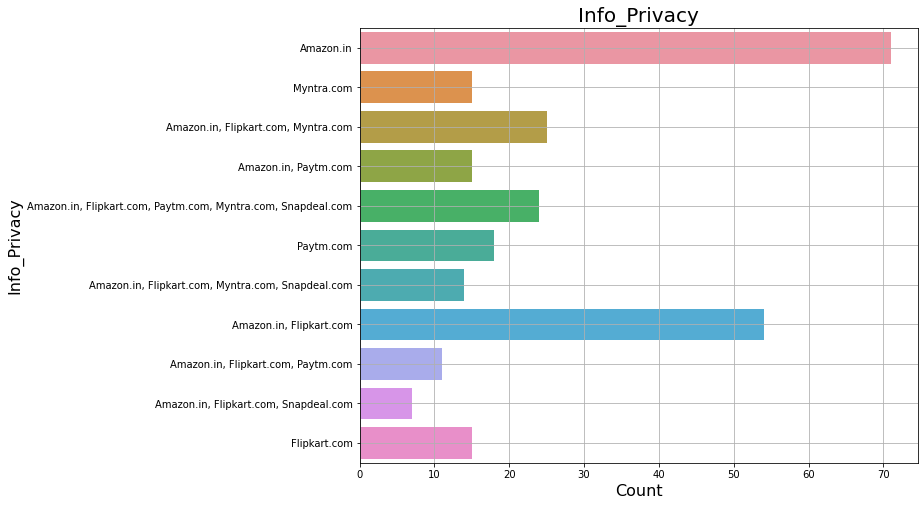 Info_Privacy
Amazon.in
Myntra.com
Amazon.in, Flipkart.com, Myntra.com
Amazon.in, Paytm.com
Amazon.in, Flipkart.com, Paytm.com, Myntra.com, Snapdeal.com
Paytm.com
Amazon.in, Flipkart.com, Myntra.com, Snapdeal.com
Amazon.in, Flipkart.com
Amazon.in, Flipkart.com, Paytm.com
Amazon.in, Flipkart.com, Snapdeal.com
Flipkart.com
Info_Privacy
0 10 20 30 40 50 60 70
Count